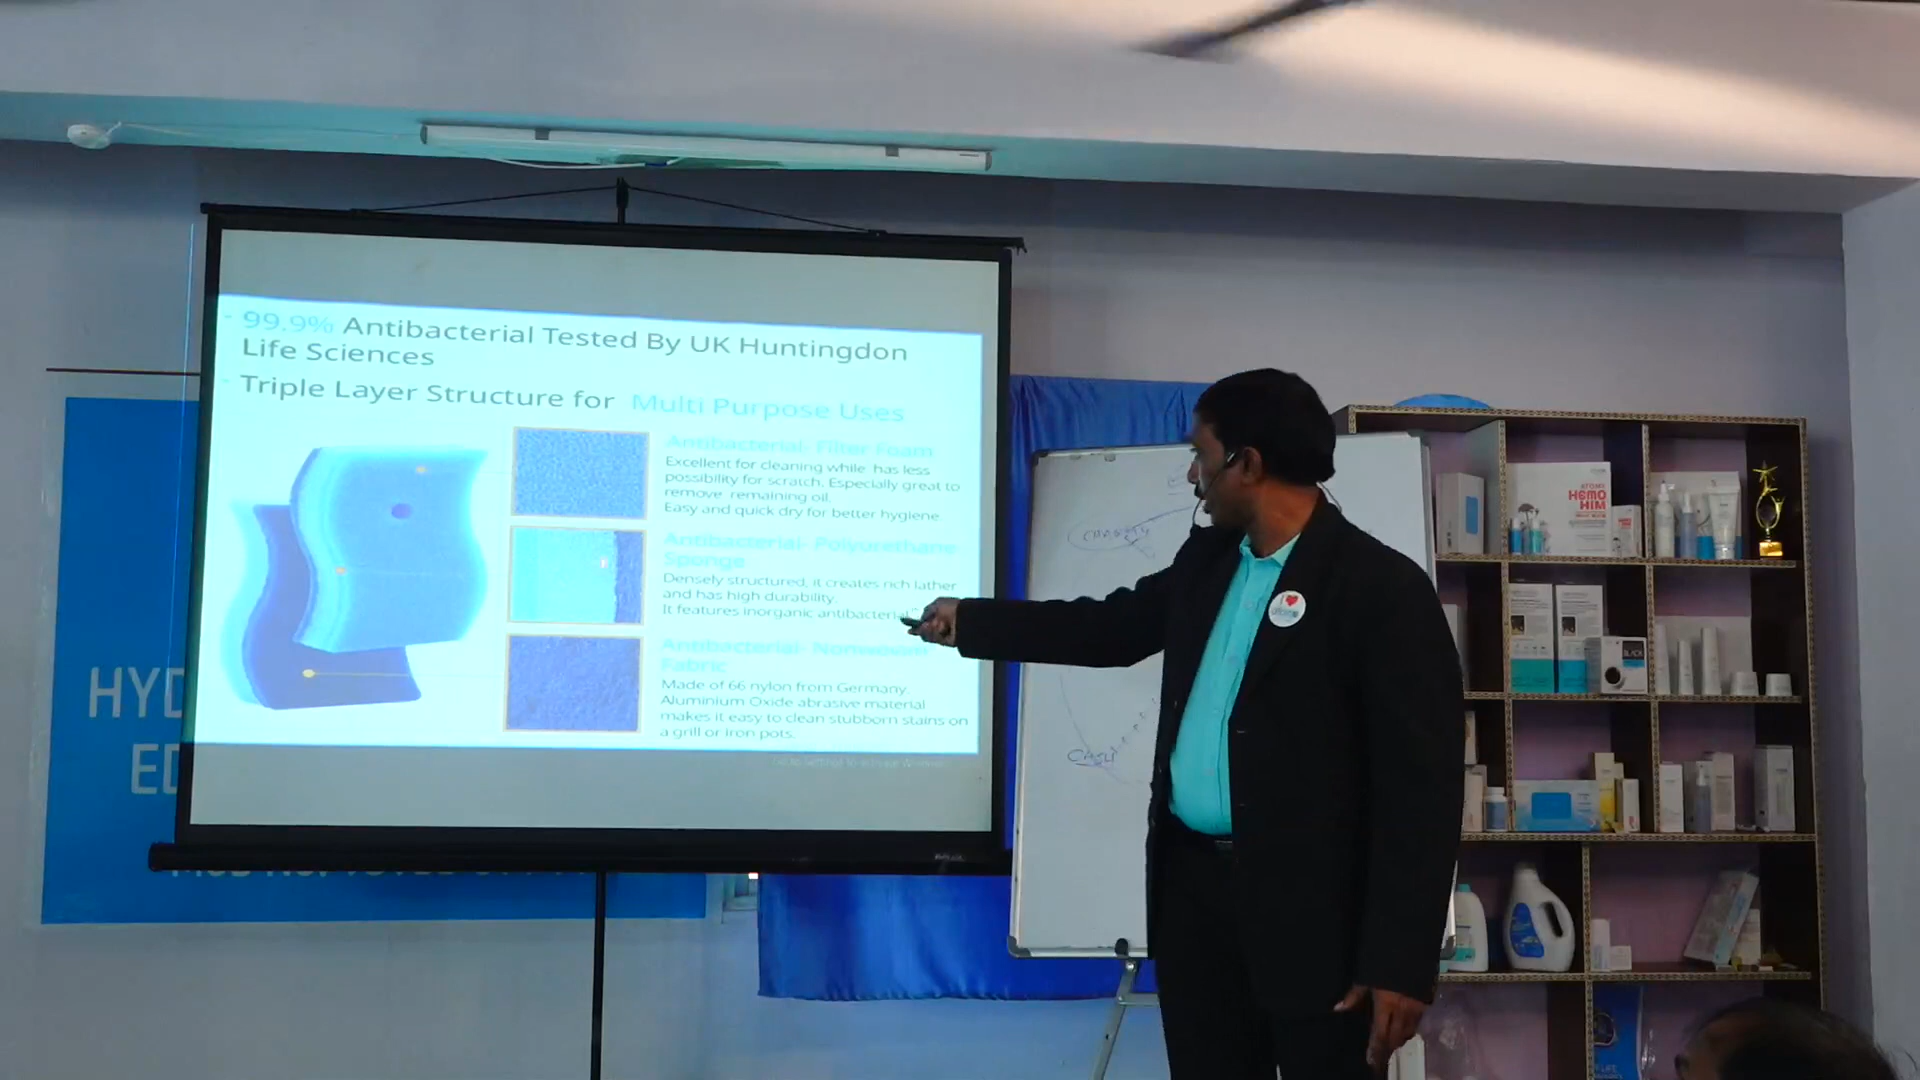 - 99.9% Antibacterial Tested By UK Huntingdon
Life Sciences
- Triple Layer Structure for Multi Purpose Uses
Antibacterial- Filter Foam
Excellent for cleaning while has less
possibility for scratch. Especially great to
remove remaining oil.
Easy and quick dry for better hygiene.
Antibacterial- Polyurethane
Sponge
Densely structured, it creates rich lather
and has high durability.
It features inorganic antibacterial
Antibacterial- Nonwoven
Fabric
Made of 66 nylon from Germany.
Aluminium Oxide abrasive material
makes it easy to clean stubborn stains on
a grill or iron pots.
HYD
ED
CASH
I
ATOMY
HEMO
HIM
BLACK